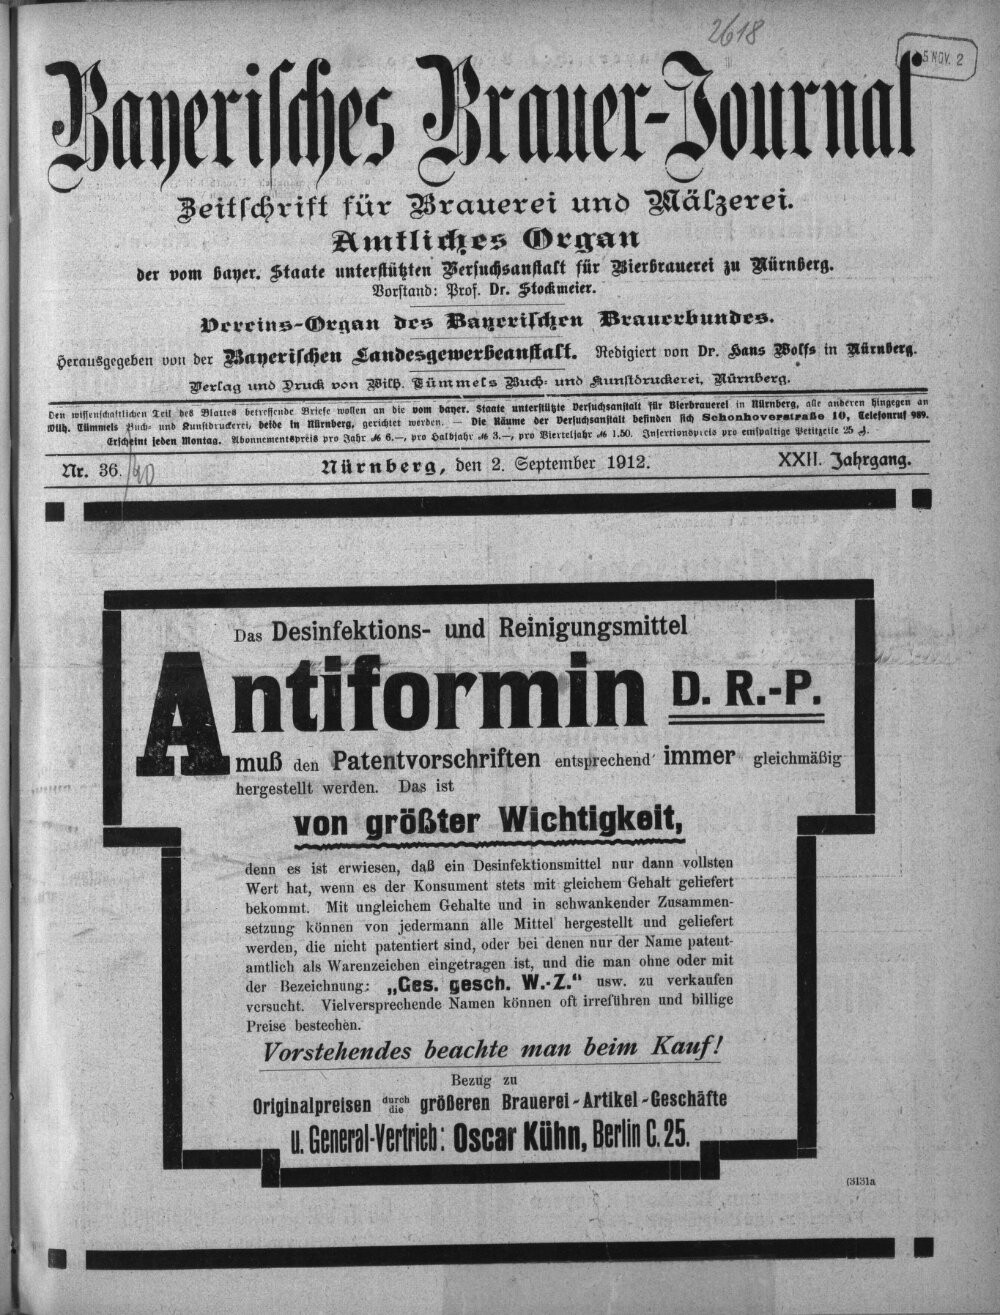 2618
5 NOV. 2
Bayerisches Brauer-Journal
Zeitschrift für Brauerei und Mälzerei.
Amtliches Organ
der vom bayer. Staate unterstützten Versuchsanstalt für Bierbrauerei zu Nürnberg.
Vorstand: Prof. Dr. Stockmeier.
Vereins-Organ des Bayerischen Brauerbundes.
Herausgegeben von der Bayerischen Landesgewerbeanstalt. Redigiert von Dr. Hans Wolfs in Nürnberg.
Verlag und Druck von Wilh. Tümmels Buch- und Kunstdruckerei, Nürnberg.
Den wissenschaftlichen Teil des Blattes betreffende Briefe wollen an die vom bayer. Staate unterstützte Versuchsanstalt für Bierbrauerei in Nürnberg, alle anderen hingegen an
Wilh. Tümmels Buch- und Kunstdruckerei, beide in Nürnberg, gerichtet werden. — Die Räume der Versuchsanstalt befinden sich Schonhoverstraße 10, Telefonruf 989.
Erscheint jeden Montag. Abonnementspreis pro Jahr ℳ 6.—, pro Halbjahr ℳ 3.—, pro Vierteljahr ℳ 1.50. Insertionspreis pro einspaltige Petitzeile 25 ₰.
Nr. 36. Nürnberg, den 2. September 1912. XXII. Jahrgang.
Das Desinfektions- und Reinigungsmittel
Antiformin D. R.-P.
muß den Patentvorschriften entsprechend immer gleichmäßig
hergestellt werden. Das ist
von größter Wichtigkeit,
denn es ist erwiesen, daß ein Desinfektionsmittel nur dann vollsten
Wert hat, wenn es der Konsument stets mit gleichem Gehalt geliefert
bekommt. Mit ungleichem Gehalte und in schwankender Zusammen-
setzung können von jedermann alle Mittel hergestellt und geliefert
werden, die nicht patentiert sind, oder bei denen nur der Name patent-
amtlich als Warenzeichen eingetragen ist, und die man ohne oder mit
der Bezeichnung: „Ges. gesch. W.-Z.“ usw. zu verkaufen
versucht. Vielversprechende Namen können oft irreführen und billige
Preise bestechen.
Vorstehendes beachte man beim Kauf!
Bezug zu
Originalpreisen durch die größeren Brauerei-Artikel-Geschäfte
u. General-Vertrieb: Oscar Kühn, Berlin C. 25.
(3131a